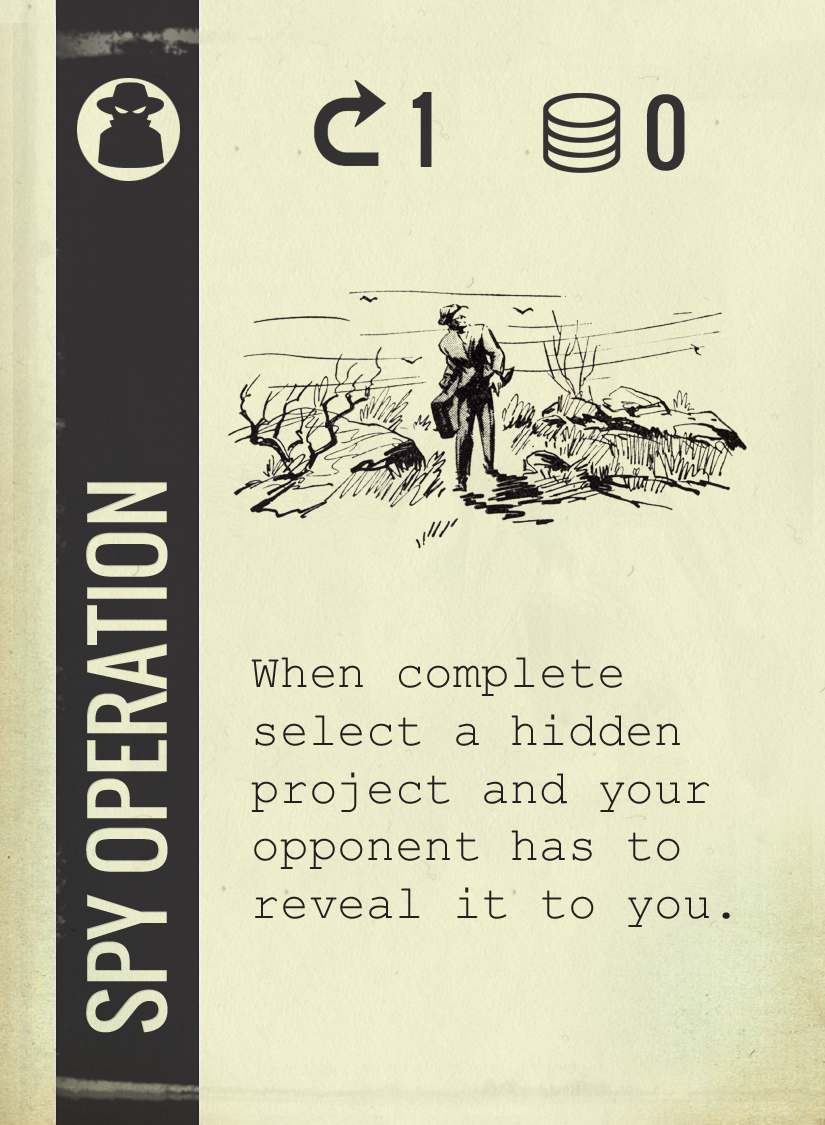 SPY OPERATION
1 0
When complete
select a hidden
project and your
opponent has to
reveal it to you.